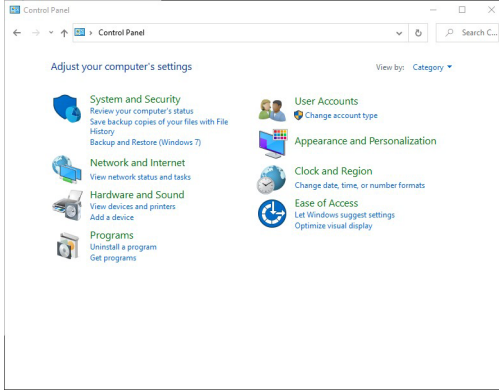 Control Panel
Control Panel
Search C...
Adjust your computer's settings
View by: Category
System and Security
Review your computer's status
Save backup copies of your files with File
History
Backup and Restore (Windows 7)
Network and Internet
View network status and tasks
Hardware and Sound
View devices and printers
Add a device
Programs
Uninstall a program
Get programs
User Accounts
Change account type
Appearance and Personalization
Clock and Region
Change date, time, or number formats
Ease of Access
Let Windows suggest settings
Optimize visual display